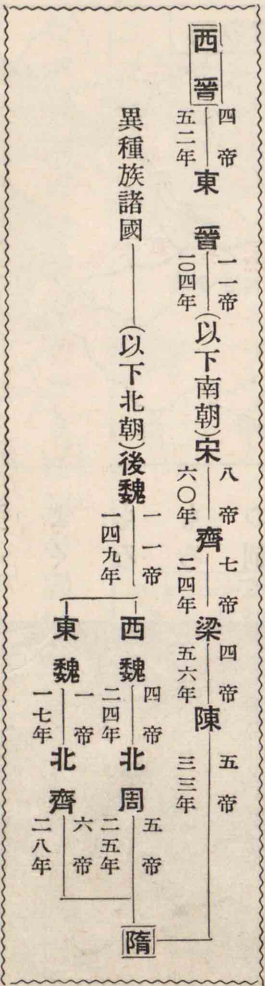 西晉 四帝 五二年 東晉 一一帝 一〇四年 (以下南朝)宋 八帝 六〇年 齊 七帝 二四年 梁 四帝 五六年 陳 五帝 三三年
異種族諸國 (以下北朝)後魏 一一帝 一四九年
西魏 四帝 二四年 北周 五帝 二五年
東魏 一帝 一七年 北齊 六帝 二八年
隋